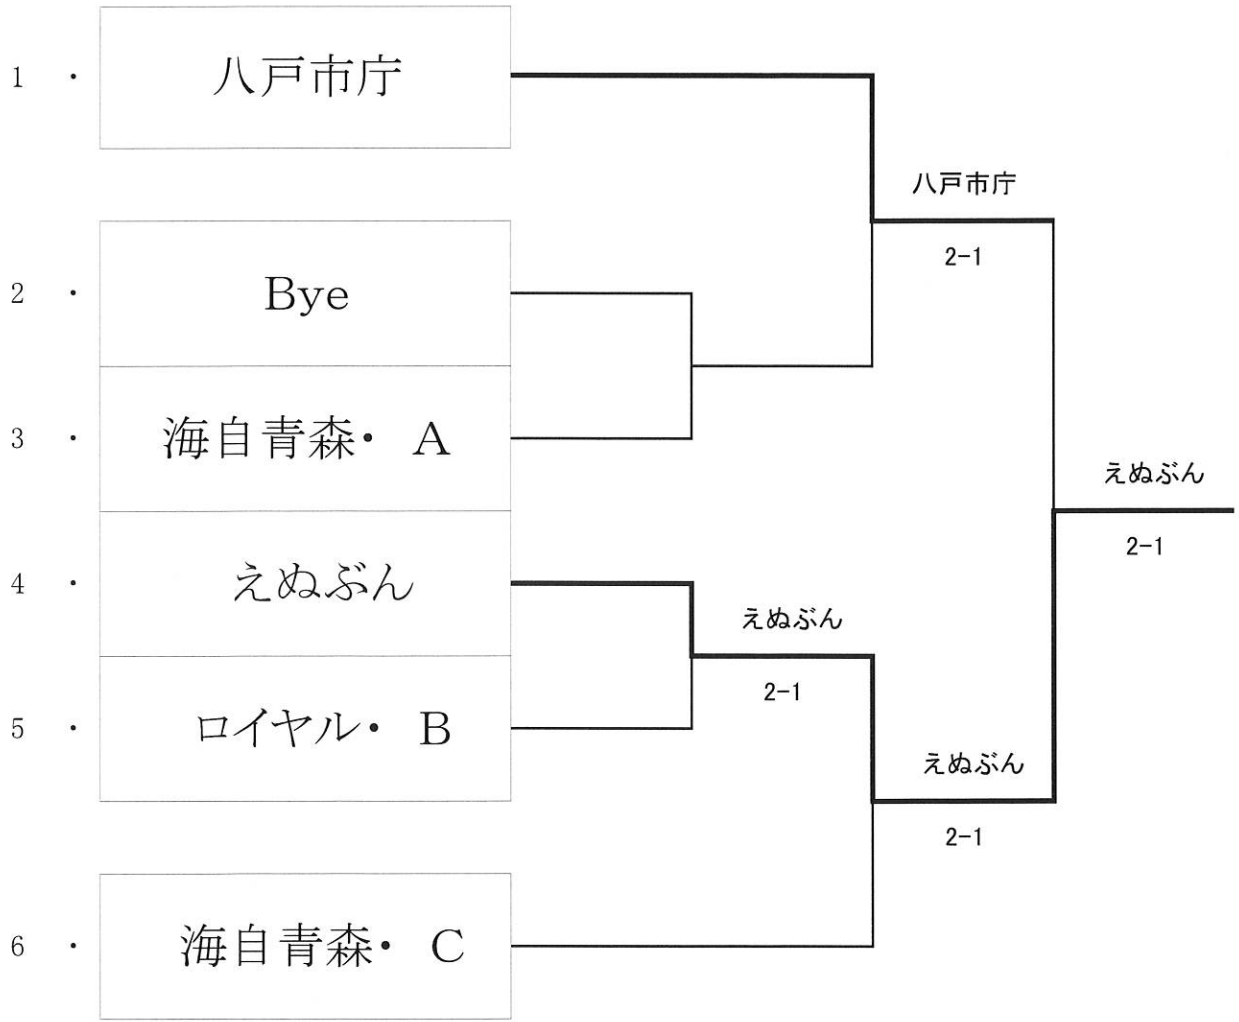 1 ・ 八戸市庁
八戸市庁
2-1
2 ・ Bye
3 ・ 海自青森・ A
えぬぶん
2-1
4 ・ えぬぶん
えぬぶん
2-1
5 ・ ロイヤル・ B
えぬぶん
2-1
6 ・ 海自青森・ C